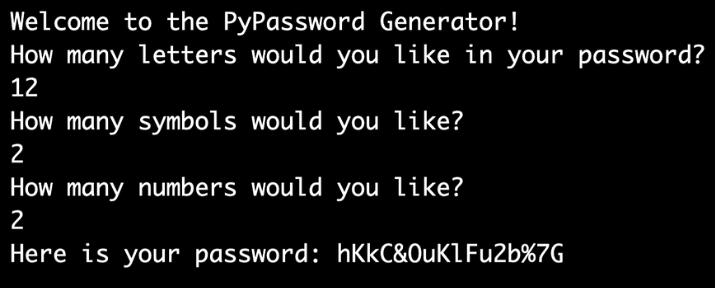 Welcome to the PyPassword Generator!
How many letters would you like in your password?
12
How many symbols would you like?
2
How many numbers would you like?
2
Here is your password: hKkC&OuKlFu2b%7G